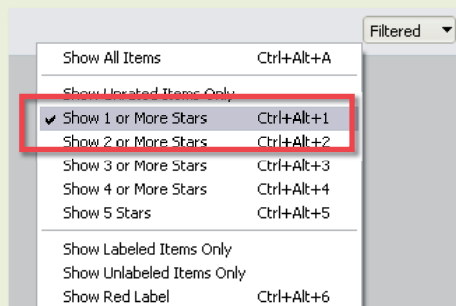 Filtered
Show All Items Ctrl+Alt+A
Show Unrated Items Only
Show 1 or More Stars Ctrl+Alt+1
Show 2 or More Stars Ctrl+Alt+2
Show 3 or More Stars Ctrl+Alt+3
Show 4 or More Stars Ctrl+Alt+4
Show 5 Stars Ctrl+Alt+5
Show Labeled Items Only
Show Unlabeled Items Only
Show Red Label Ctrl+Alt+6